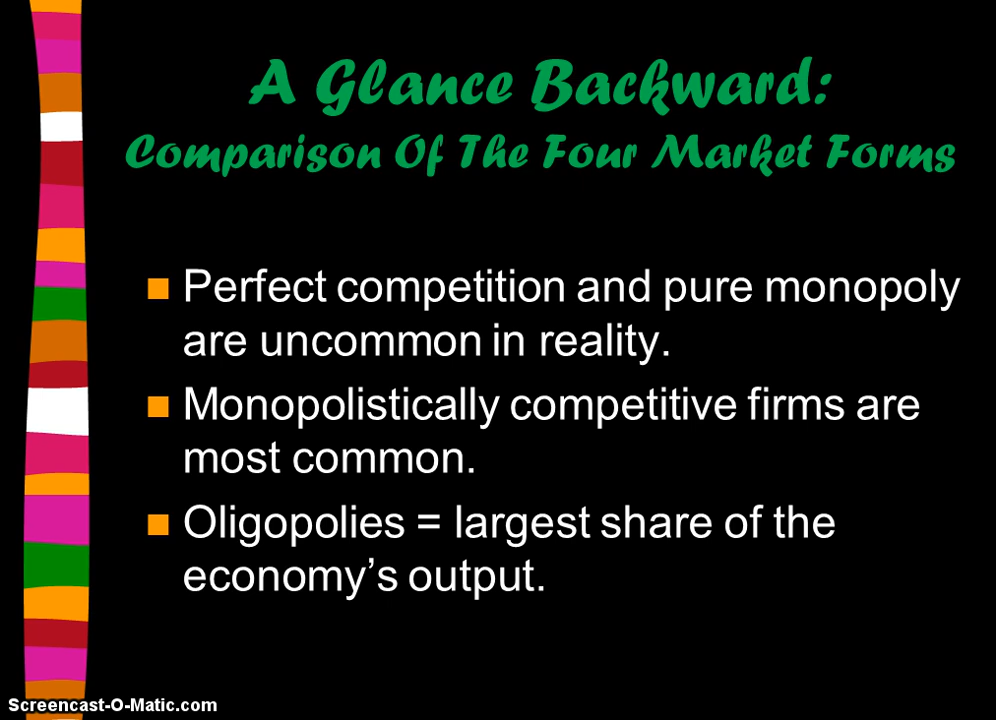 A Glance Backward:
Comparison Of The Four Market Forms
Perfect competition and pure monopoly
are uncommon in reality.
Monopolistically competitive firms are
most common.
Oligopolies = largest share of the
economy’s output.
Screencast-O-Matic.com